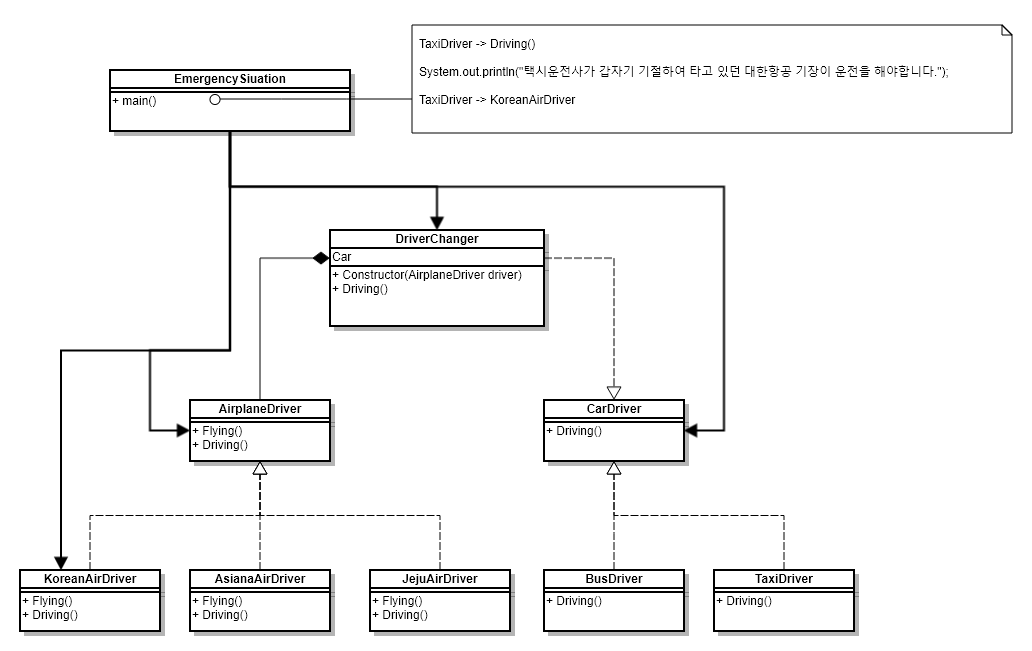 TaxiDriver -> Driving()
System.out.println("택시운전사가 갑자기 기절하여 타고 있던 대한항공 기장이 운전을 해야합니다.");
TaxiDriver -> KoreanAirDriver
EmergencySiuation
+ main()
DriverChanger
Car
+ Constructor(AirplaneDriver driver)
+ Driving()
AirplaneDriver
+ Flying()
+ Driving()
CarDriver
+ Driving()
KoreanAirDriver
+ Flying()
+ Driving()
AsianaAirDriver
+ Flying()
+ Driving()
JejuAirDriver
+ Flying()
+ Driving()
BusDriver
+ Driving()
TaxiDriver
+ Driving()